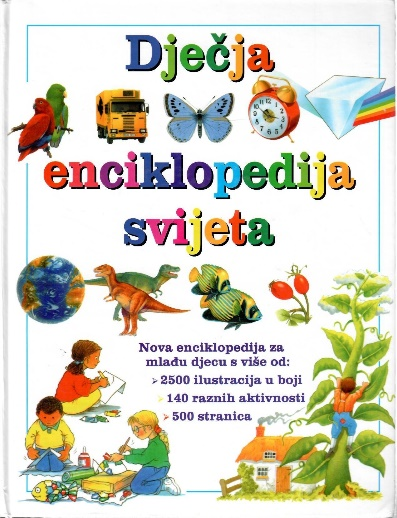 Dječja
enciklopedija
svijeta
Nova enciklopedija za
mlađu djecu s više od:
➢ 2500 ilustracija u boji
➢ 140 raznih aktivnosti
➢ 500 stranica